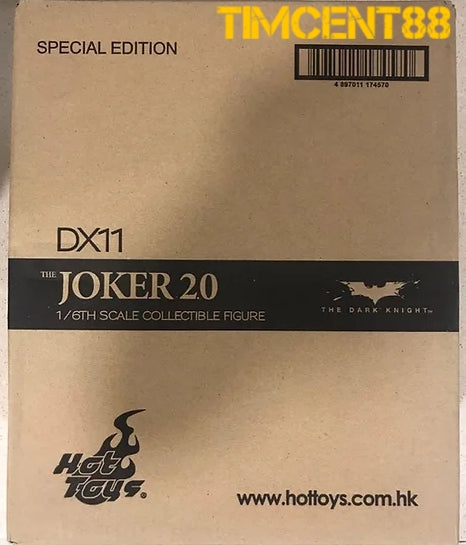 TIMCENT88
SPECIAL EDITION
4 897011 174570
DX11
THE JOKER 2.0
1/6TH SCALE COLLECTIBLE FIGURE
THE DARK KNIGHT™
Hot
Toys®
www.hottoys.com.hk